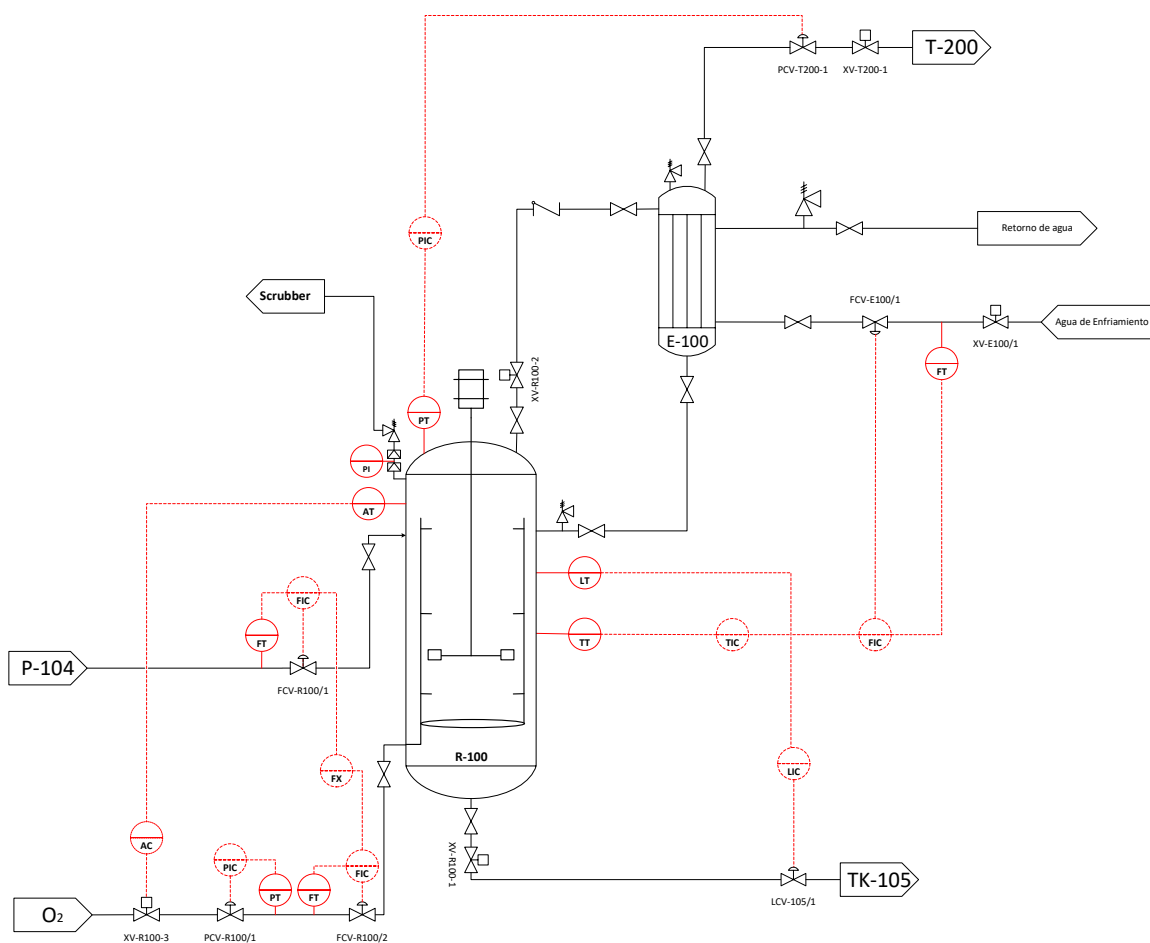 T-200
PCV-T200-1
XV-T200-1
PIC
Retorno de agua
Scrubber
FCV-E100/1
Agua de Enfriamiento
E-100
XV-E100/1
XV-R100-2
FT
PT
PI
AT
LT
FIC
FT
TT
TIC
FIC
P-104
FCV-R100/1
R-100
FX
LIC
AC
PIC
FIC
XV-R100-1
PT
FT
TK-105
LCV-105/1
O2
XV-R100-3
PCV-R100/1
FCV-R100/2